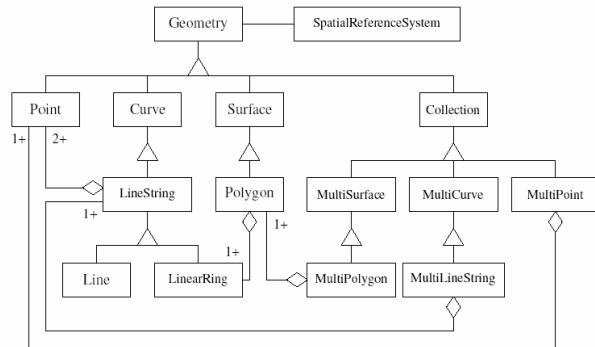 Geometry SpatialReferenceSystem
Point Curve Surface Collection
1+ 2+
LineString Polygon MultiSurface MultiCurve MultiPoint
1+ 1+
1+
Line LinearRing MultiPolygon MultiLineString